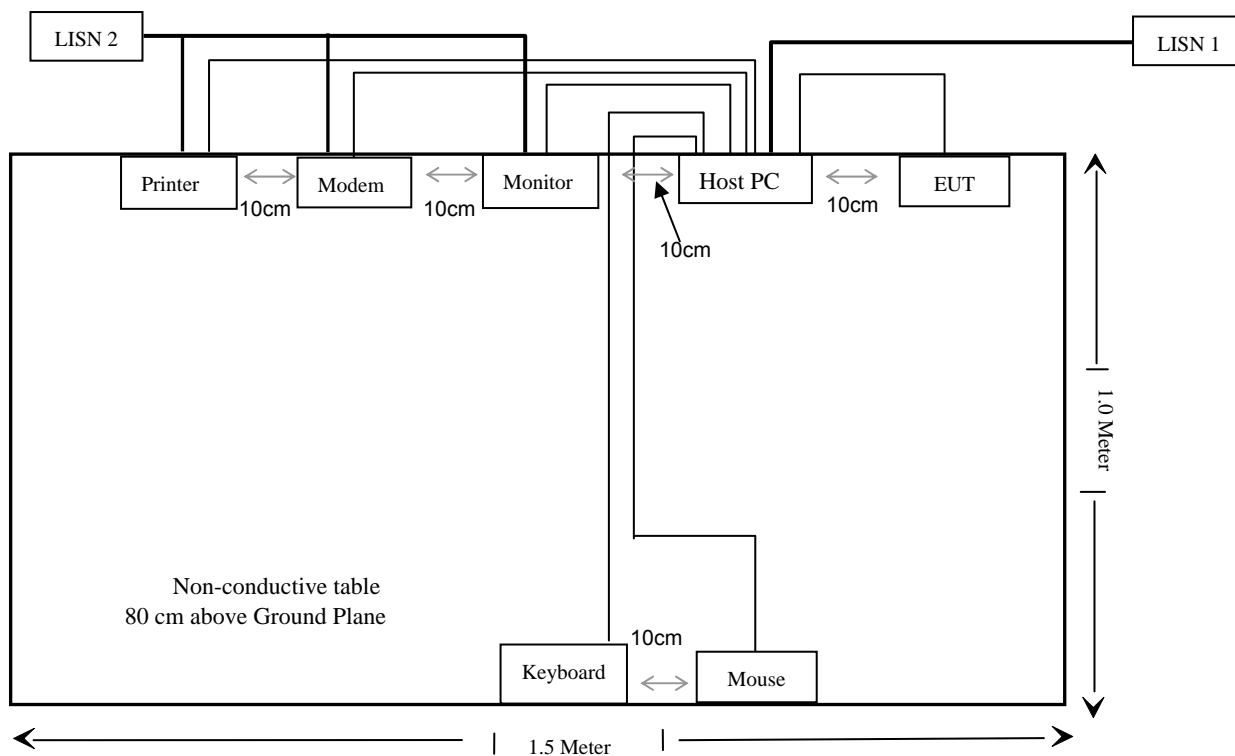 LISN 2
LISN 1
Printer
Modem
Monitor
Host PC
EUT
10cm
10cm
10cm
10cm
1.0 Meter
Non-conductive table
80 cm above Ground Plane
10cm
Keyboard
Mouse
1.5 Meter